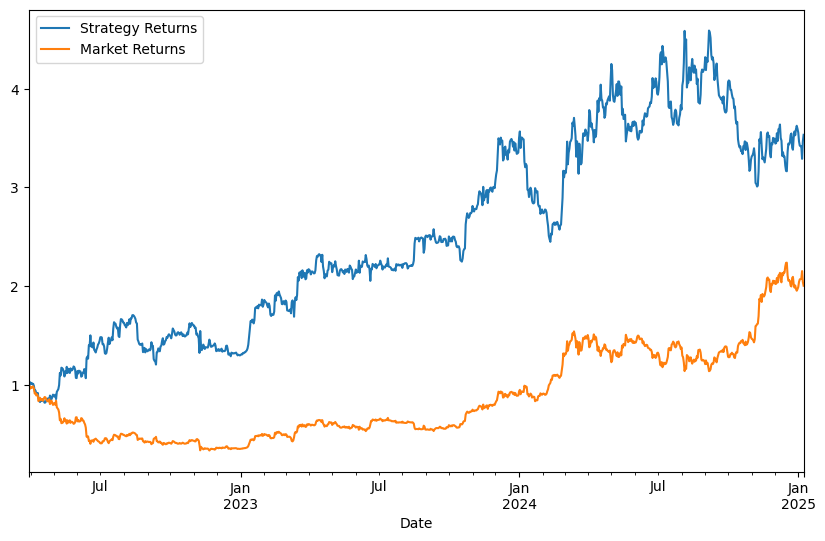 Strategy Returns
Market Returns
4
3
2
1
Jul
Jan
2023
Jul
Jan
2024
Jul
Jan
2025
Date